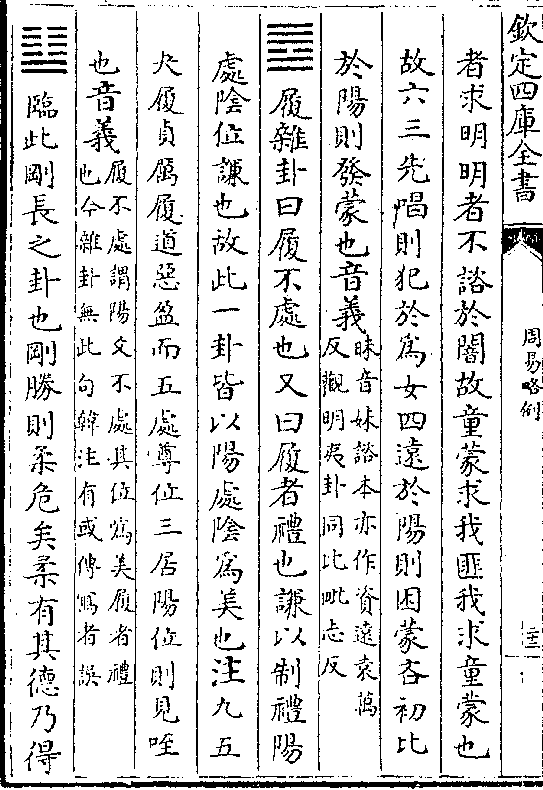 欽定四庫全書
周易略例
十三
者求明明者不諮於闇故童蒙求我匪我求童蒙也
故六三先唱則犯於為女四遠於陽則困蒙吝初比
於陽則發蒙也音義昧音妹諮本亦作資遠袁萬
反觀明夷卦同比毗志反
䷉履雜卦曰履不處也又曰履者禮也謙以制禮陽
處陰位謙也故此一卦皆以陽處陰為美也注九五
夬履貞厲履道惡盈而五處尊位三居陽位則見咥
也音義履不處謂陽爻不處其位為美履者禮
也今雜卦無此句韓注有或傳寫者誤
䷒臨此剛長之卦也剛勝則柔危矣柔有其德乃得